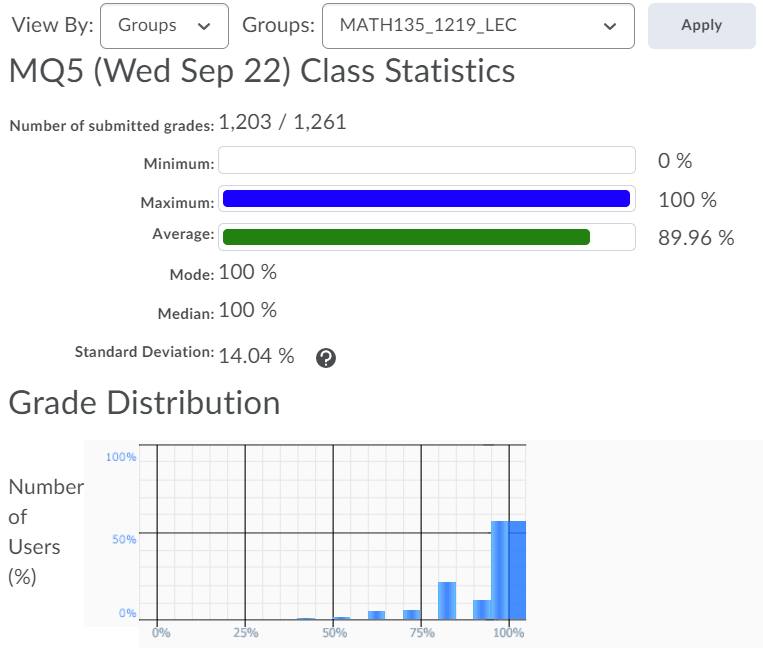 View By: Groups Groups: MATH135_1219_LEC Apply
MQ5 (Wed Sep 22) Class Statistics
Number of submitted grades: 1,203 / 1,261
Minimum: 0 %
Maximum: 100 %
Average: 89.96 %
Mode: 100 %
Median: 100 %
Standard Deviation: 14.04 % ?
Grade Distribution
Number
of
Users
(%)
100%
50%
0%
0% 25% 50% 75% 100%